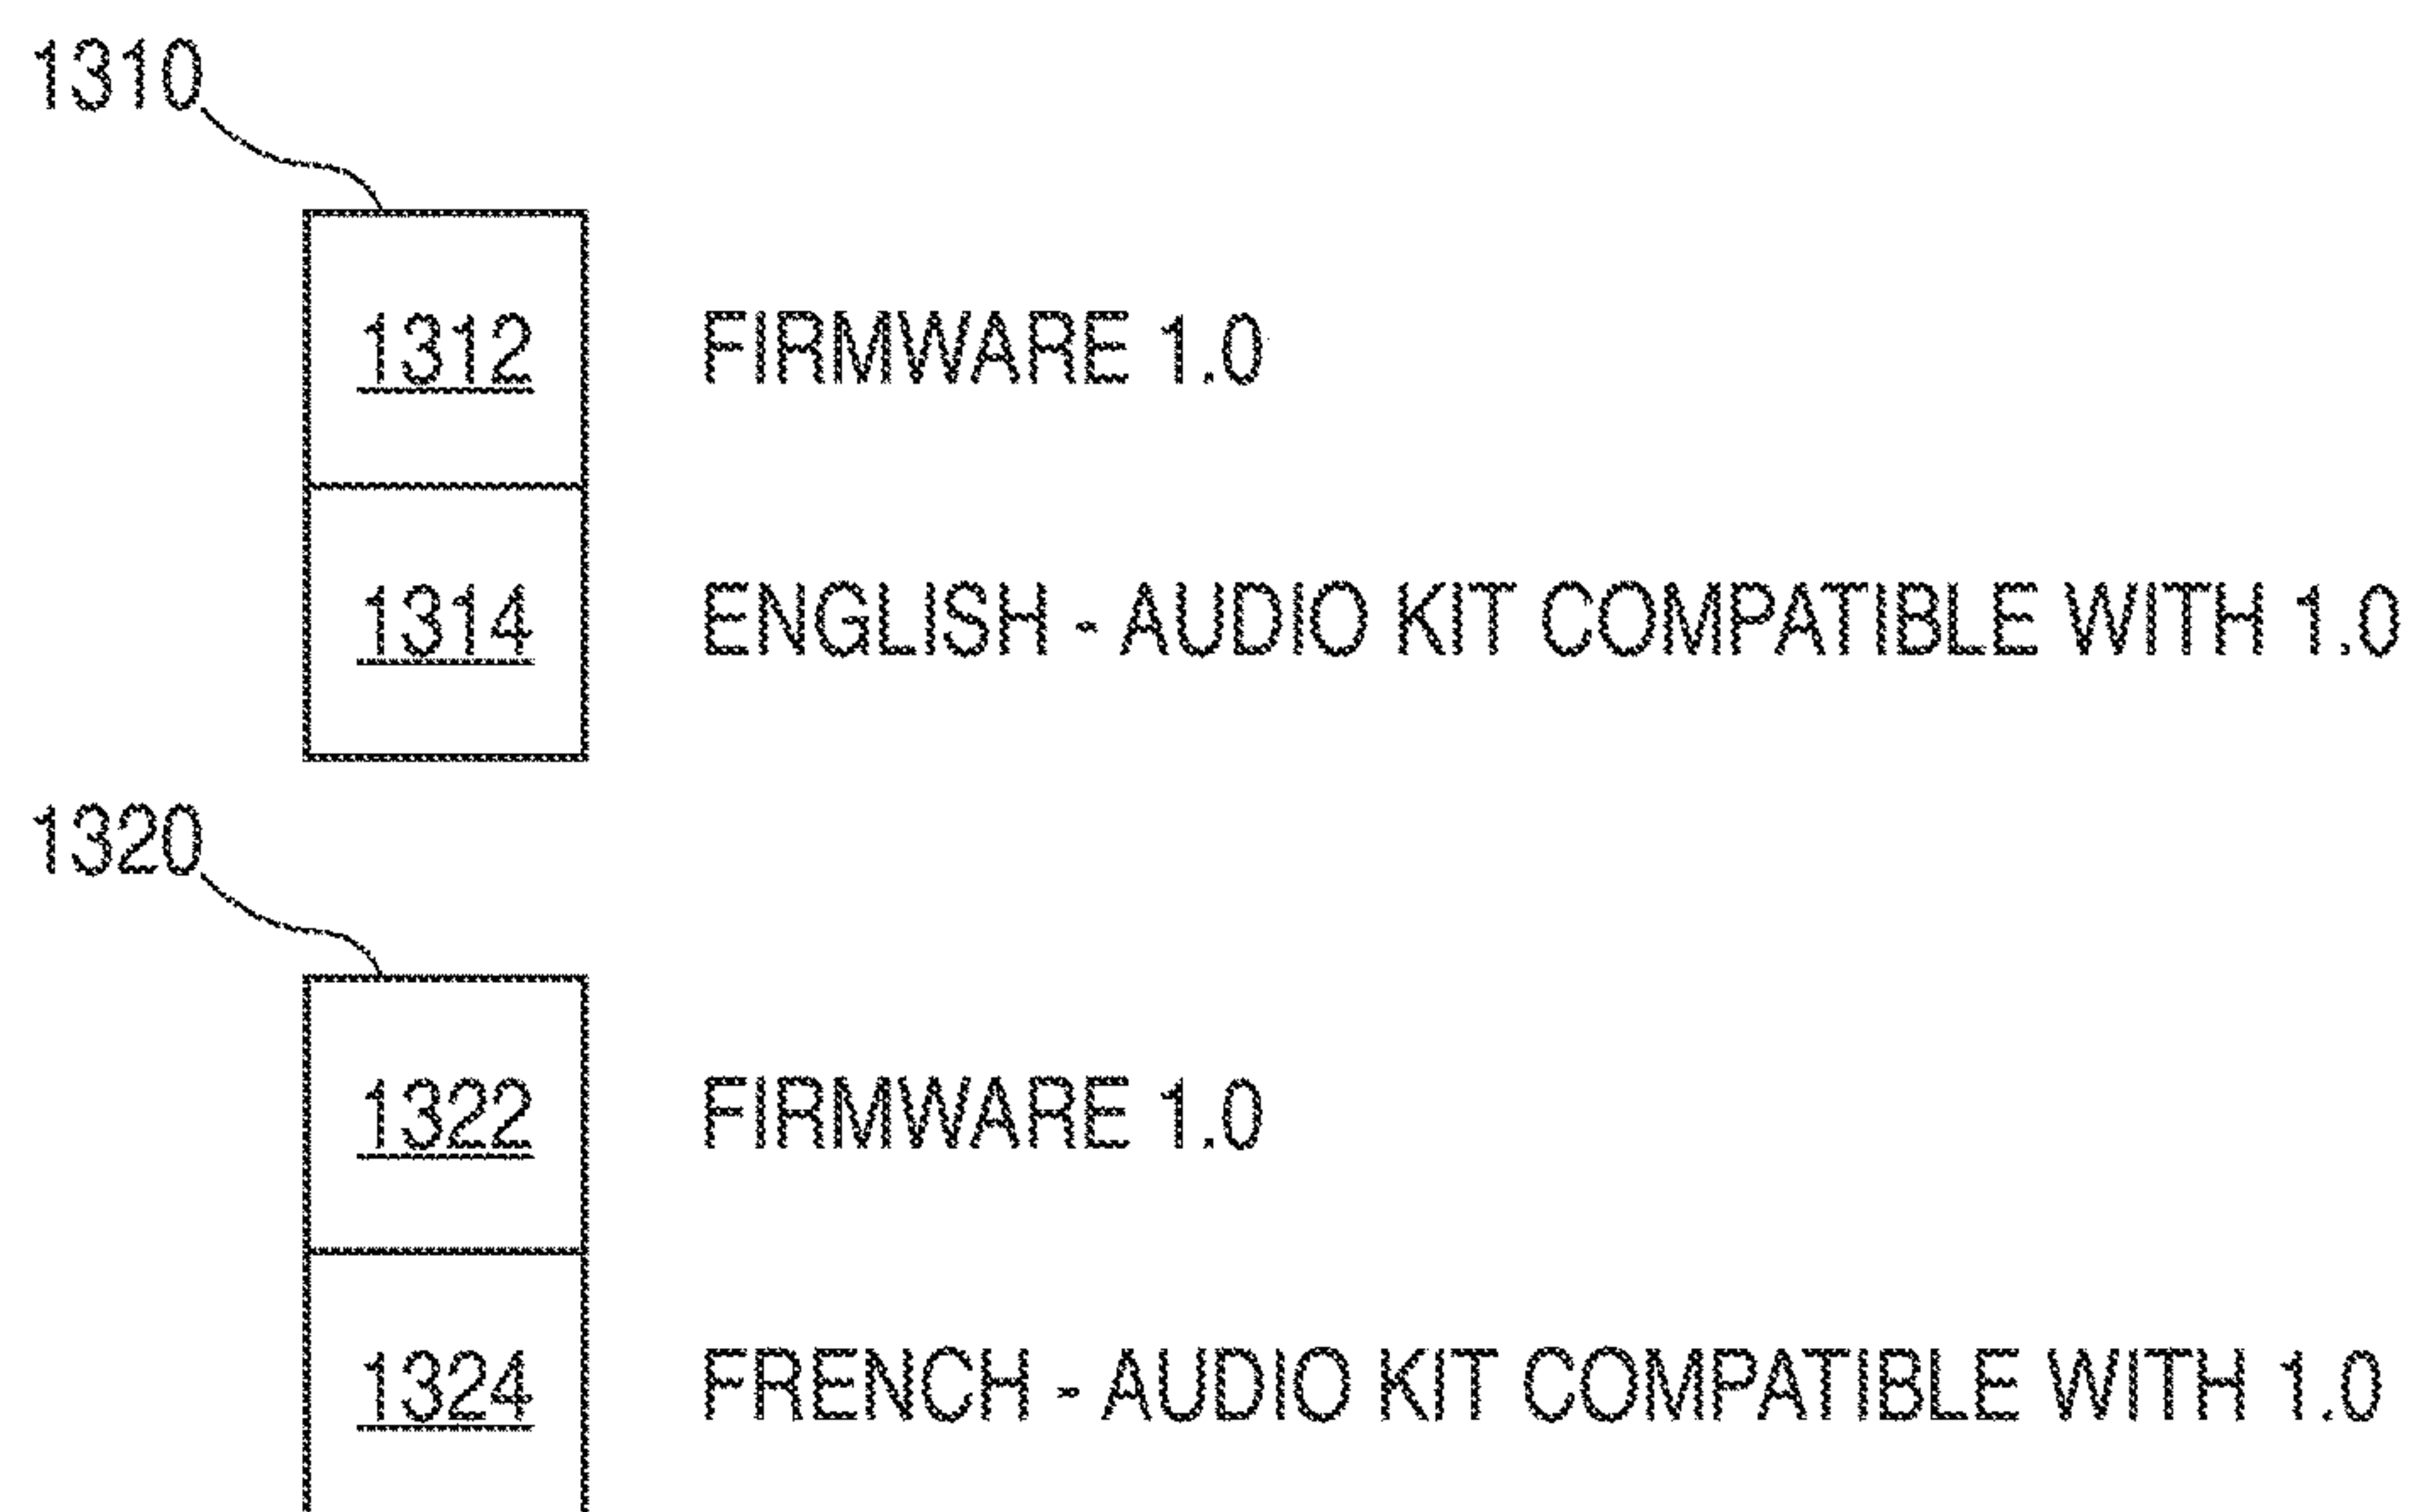 1310
1312 FIRMWARE 1.0
1314 ENGLISH - AUDIO KIT COMPATIBLE WITH 1.0
1320
1322 FIRMWARE 1.0
1324 FRENCH - AUDIO KIT COMPATIBLE WITH 1.0